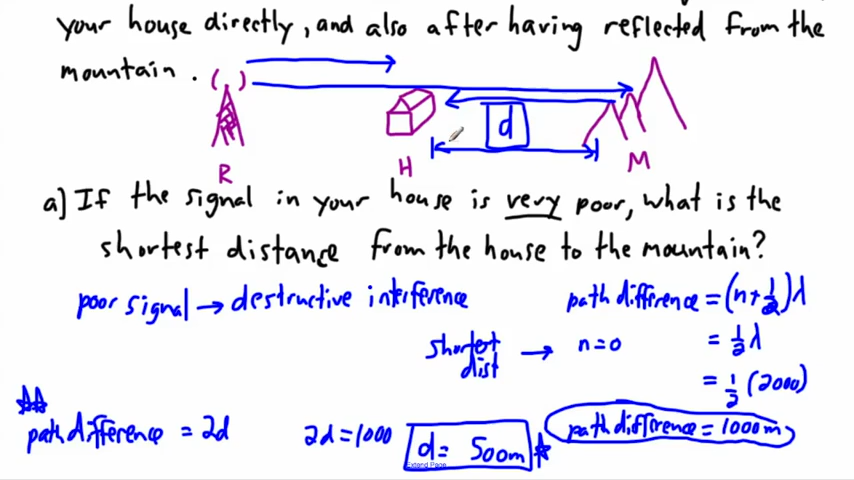 your house directly, and also after having reflected from the
mountain.
d
R
H
M
a) If the signal in your house is very poor, what is the
shortest distance from the house to the mountain?
poor signal → destructive interference
path difference = (n+½)λ
shortest dist → n=0
= ½λ
= ½ (2000)
path difference = 1000m
path difference = 2d
2d = 1000
d = 500m
Extend Page